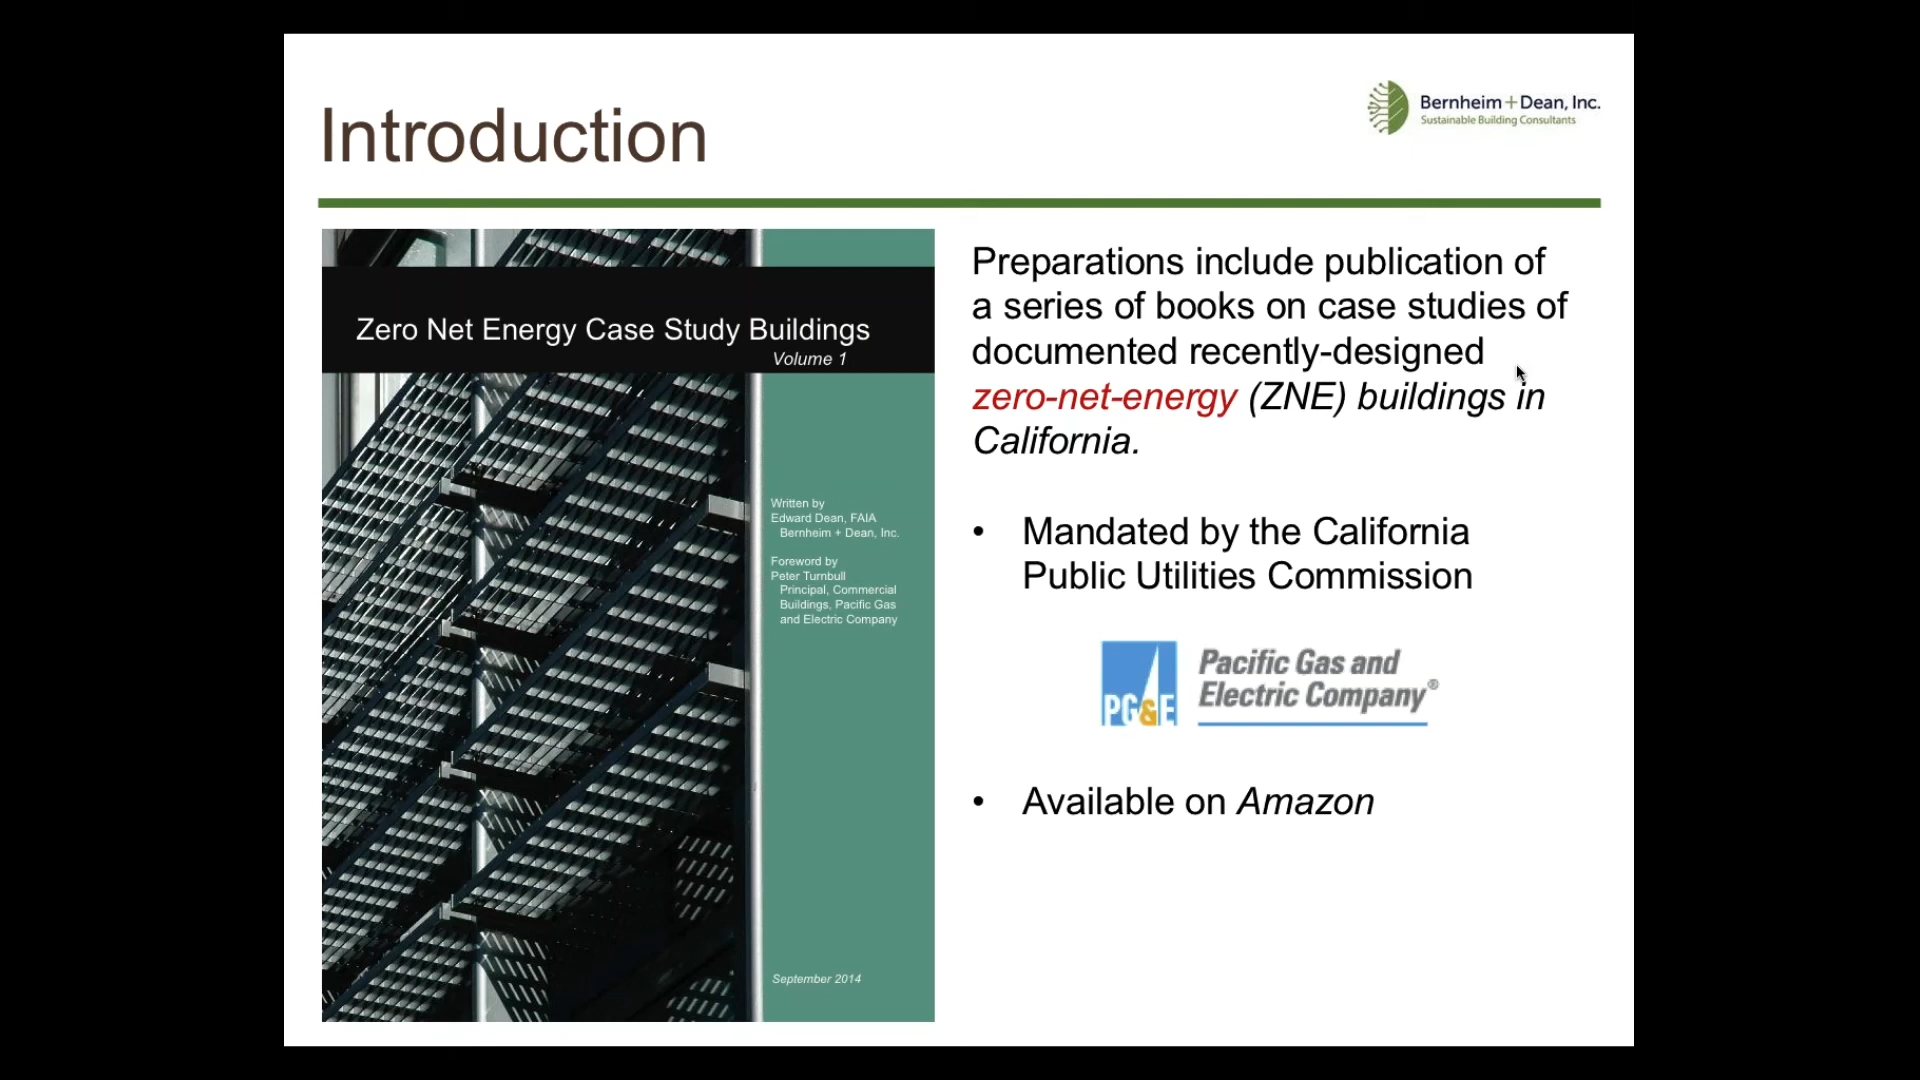 Introduction
Bernheim+Dean, Inc.
Sustainable Building Consultants
Zero Net Energy Case Study Buildings
Volume 1
Written by
Edward Dean, FAIA
Bernheim + Dean, Inc.
Foreword by
Peter Turnbull
Principal, Commercial
Buildings, Pacific Gas
and Electric Company
September 2014
Preparations include publication of
a series of books on case studies of
documented recently-designed
zero-net-energy (ZNE) buildings in
California.
• Mandated by the California
Public Utilities Commission
PG&E
Pacific Gas and
Electric Company®
• Available on Amazon